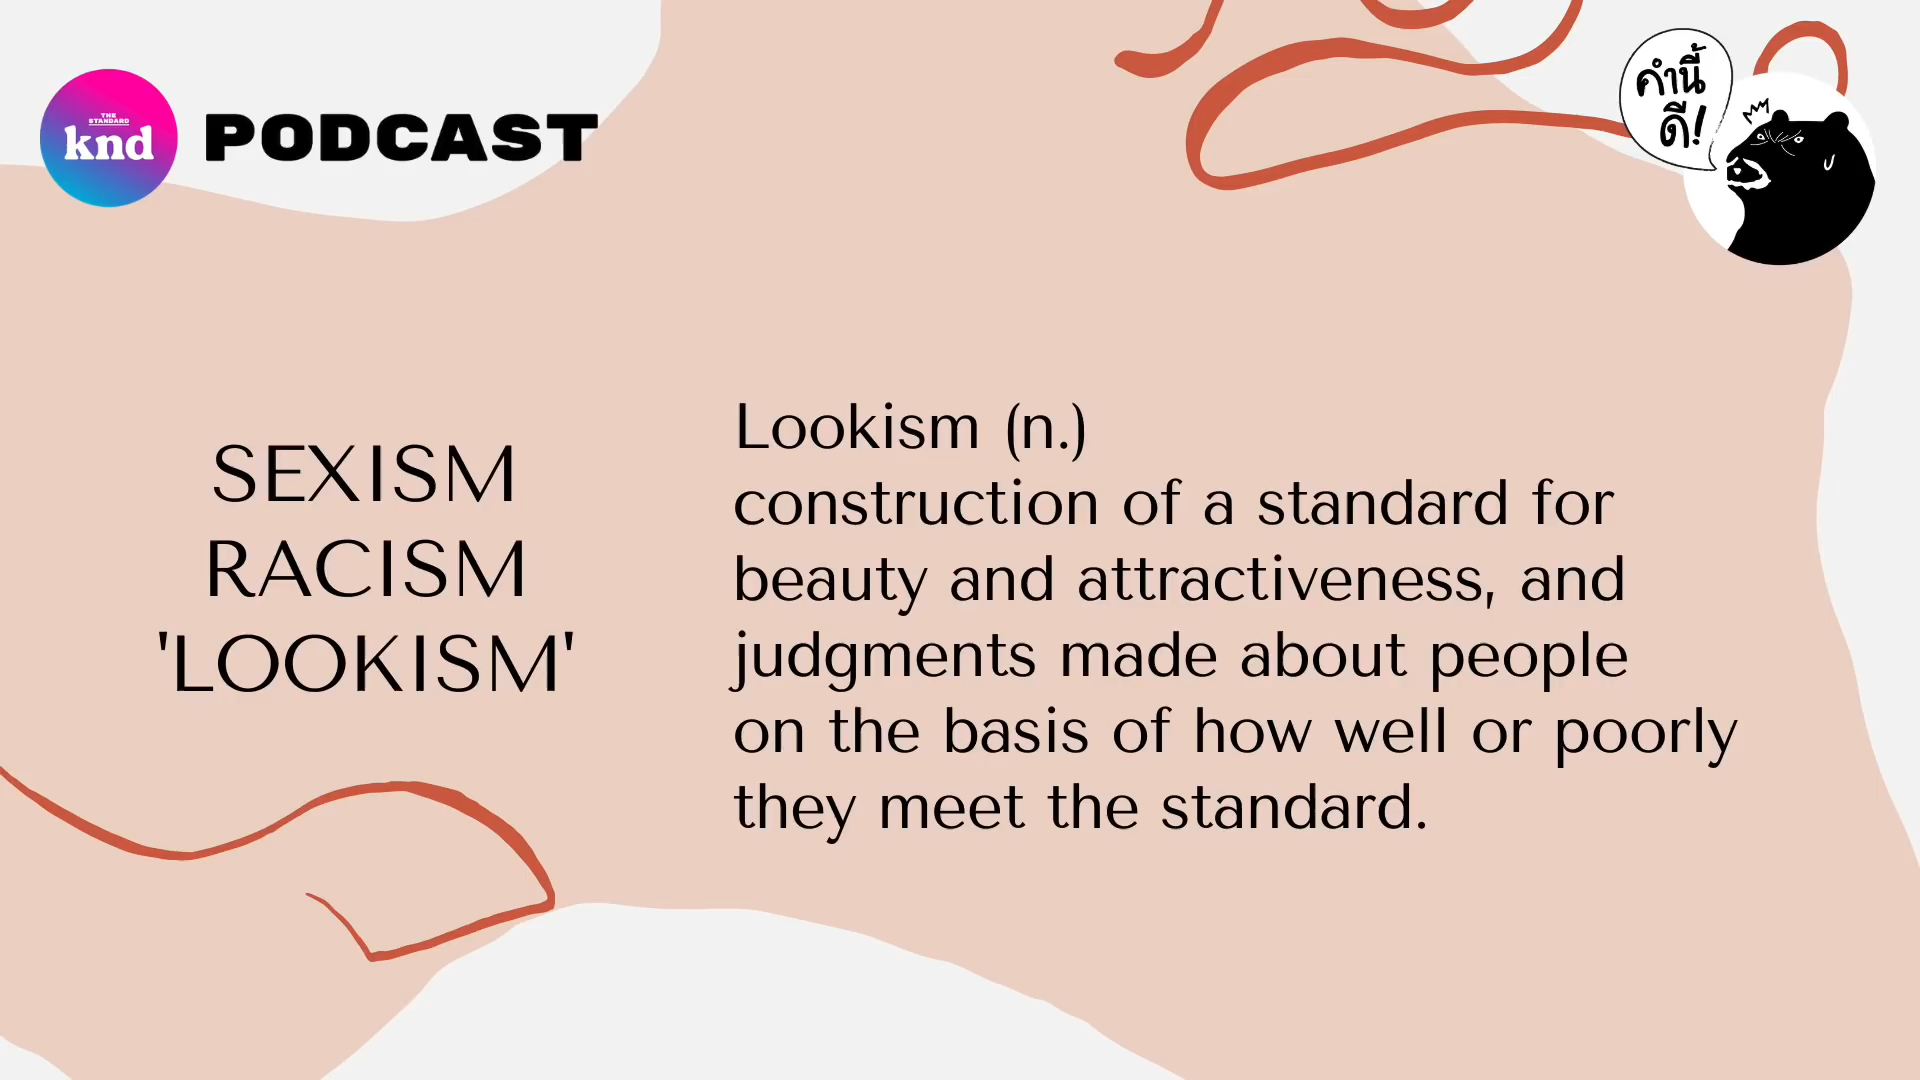 THE
STANDARD
knd
PODCAST
คำนี้
ดี!
SEXISM
RACISM
'LOOKISM'
Lookism (n.)
construction of a standard for
beauty and attractiveness, and
judgments made about people
on the basis of how well or poorly
they meet the standard.